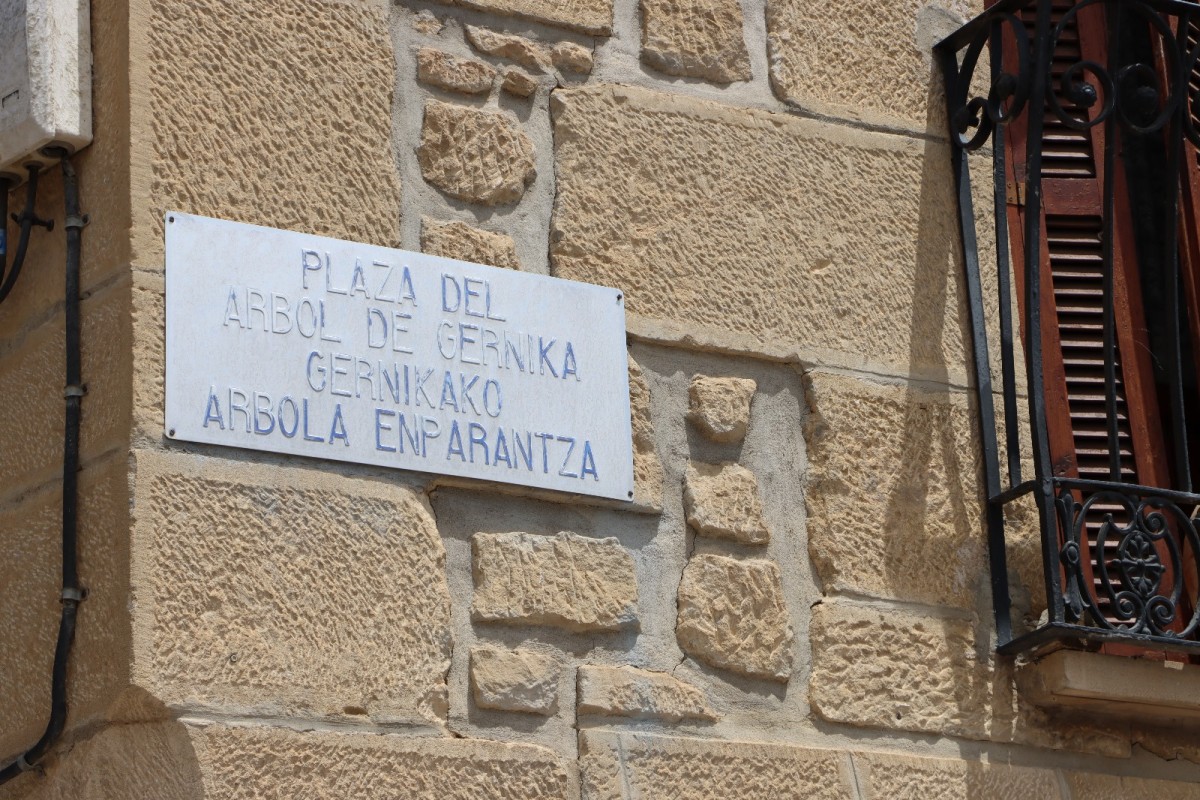 PLAZA DEL
ARBOL DE GERNIKA
GERNIKAKO
ARBOLA ENPARANTZA